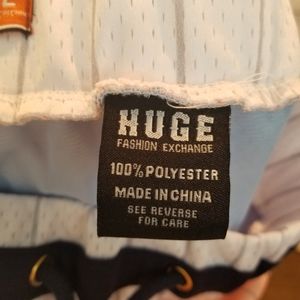 HUGE
FASHION EXCHANGE
100% POLYESTER
MADE IN CHINA
SEE REVERSE
FOR CARE